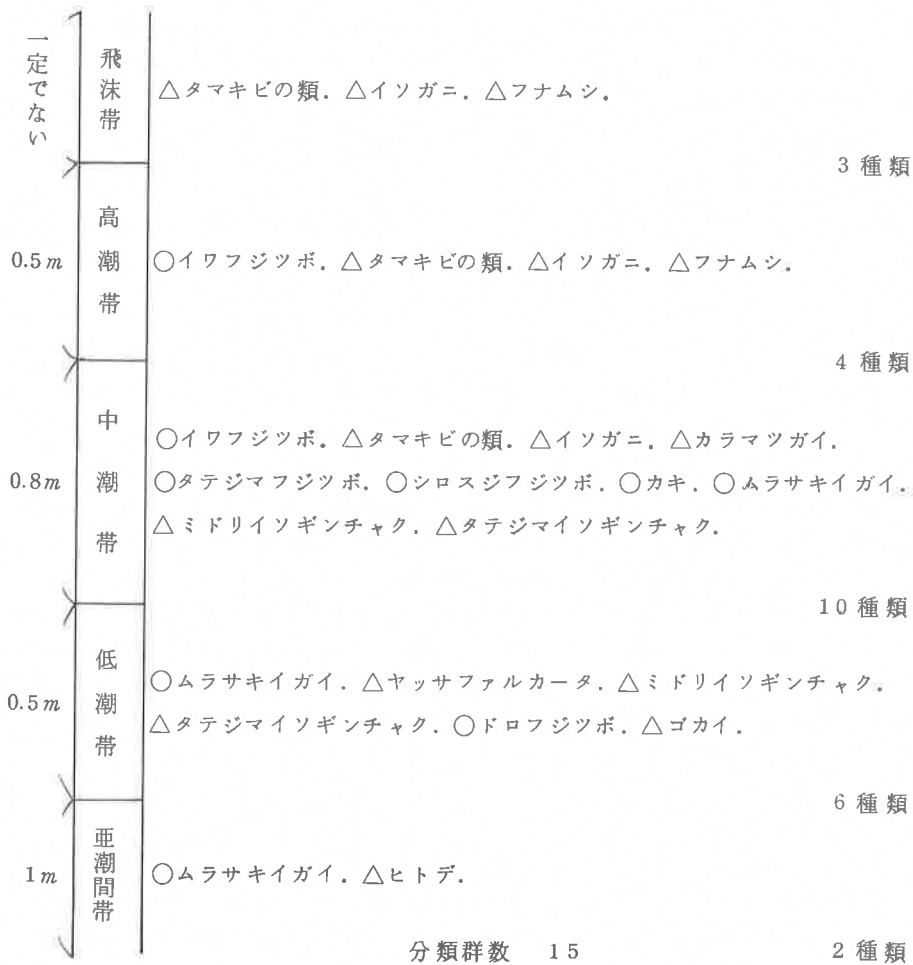 一定でない
飛沫帯
△タマキビの類．△イソガニ．△フナムシ．
3種類
0.5m
高潮帯
○イワフジツボ．△タマキビの類．△イソガニ．△フナムシ．
4種類
0.8m
中潮帯
○イワフジツボ．△タマキビの類．△イソガニ．△カラマツガイ．
○タテジマフジツボ．○シロスジフジツボ．○カキ．○ムラサキイガイ．
△ミドリイソギンチャク．△タテジマイソギンチャク．
10種類
0.5m
低潮帯
○ムラサキイガイ．△ヤッサファルカータ．△ミドリイソギンチャク．
△タテジマイソギンチャク．○ドロフジツボ．△ゴカイ．
6種類
1m
亜潮間帯
○ムラサキイガイ．△ヒトデ．
分類群数 15
2種類